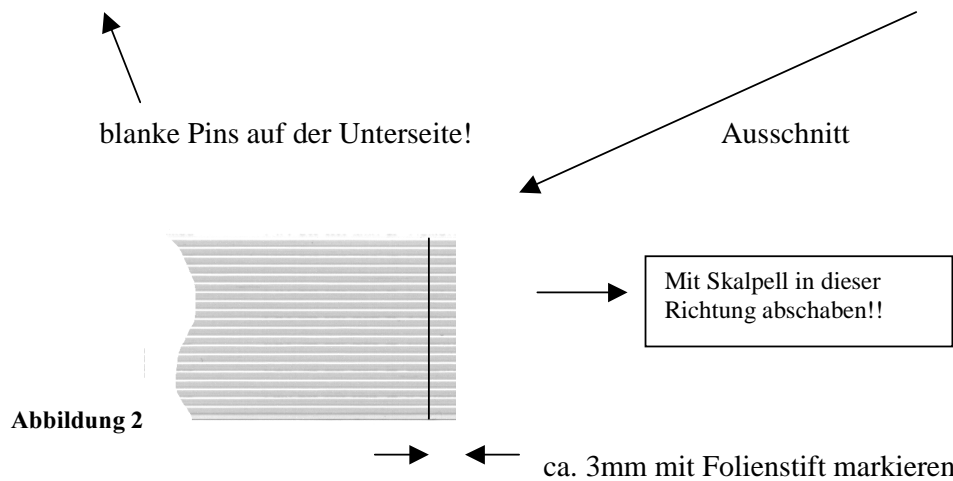 blanke Pins auf der Unterseite!
Ausschnitt
Mit Skalpell in dieser
Richtung abschaben!!
Abbildung 2
ca. 3mm mit Folienstift markieren